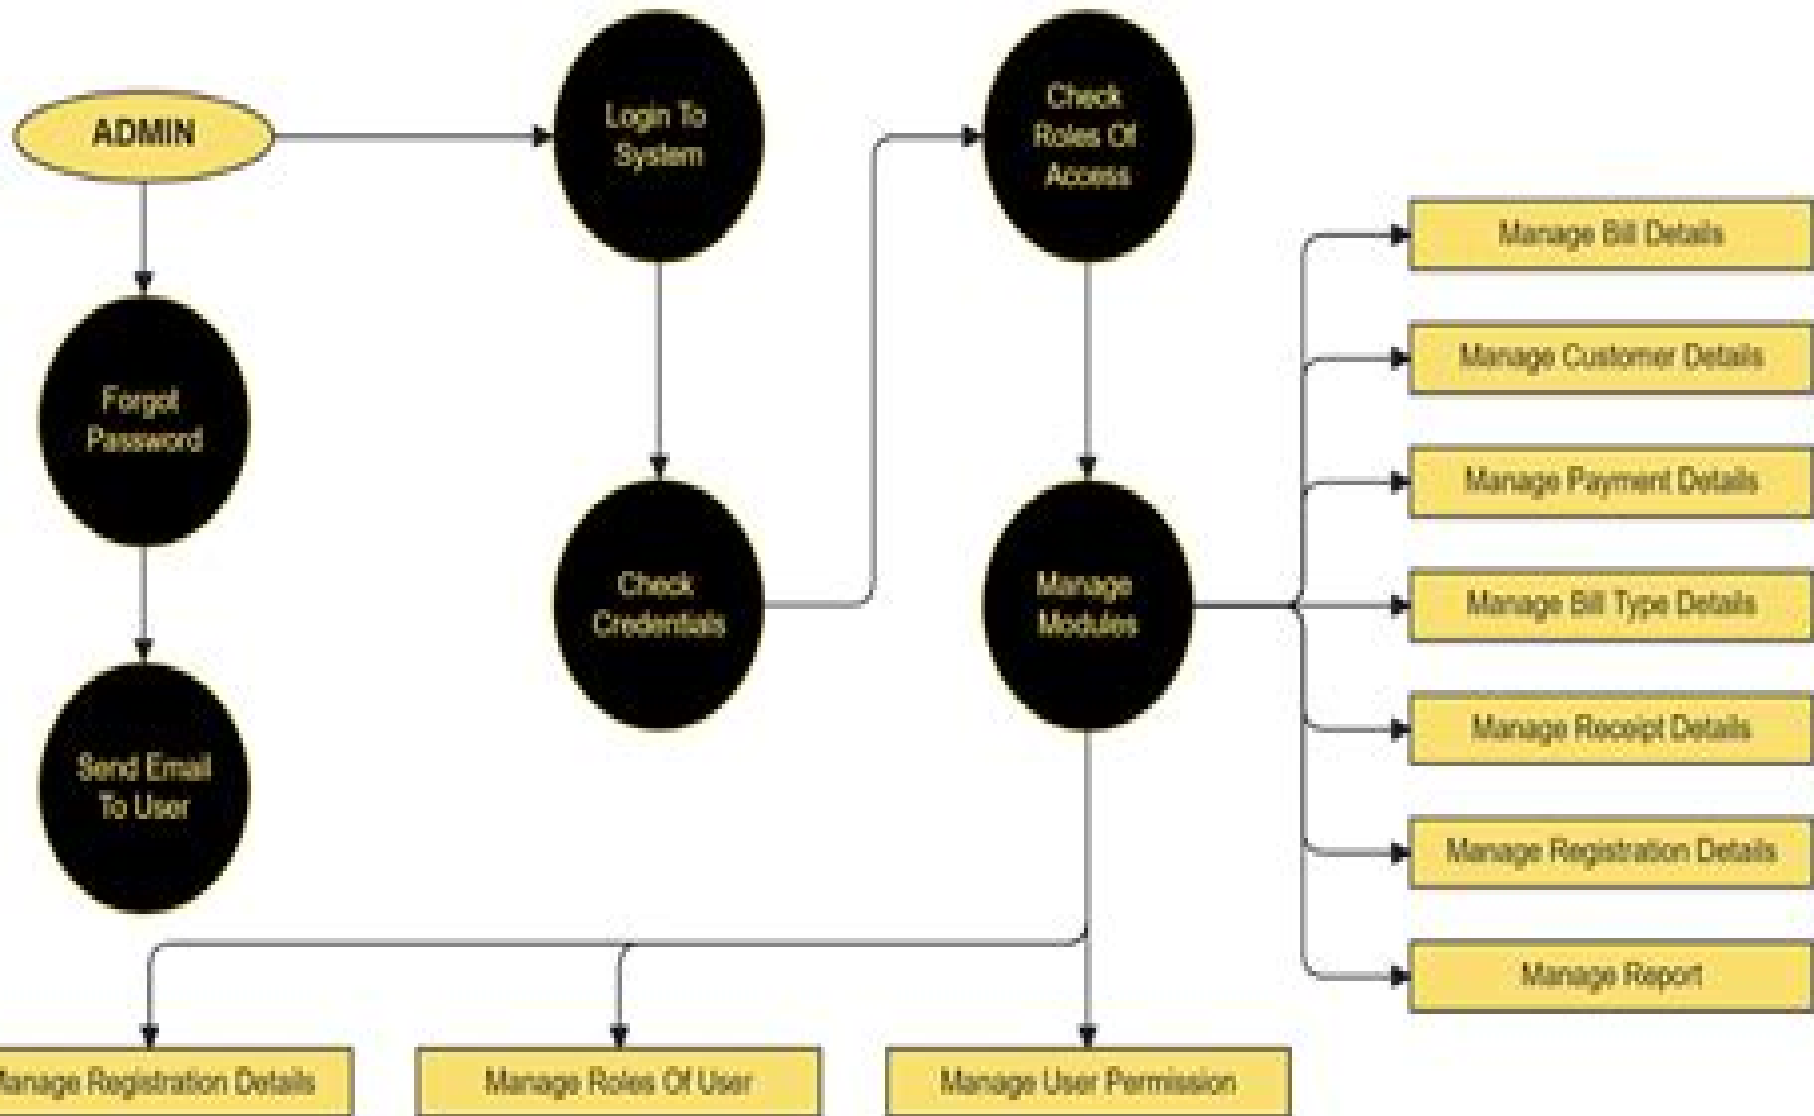 ADMIN
Login To
System
Check
Roles Of
Access
Manage Bill Details
Manage Customer Details
Forgot
Password
Manage Payment Details
Check
Credentials
Manage
Modules
Manage Bill Type Details
Manage Receipt Details
Send Email
To User
Manage Registration Details
Manage Report
Manage Registration Details
Manage Roles Of User
Manage User Permission